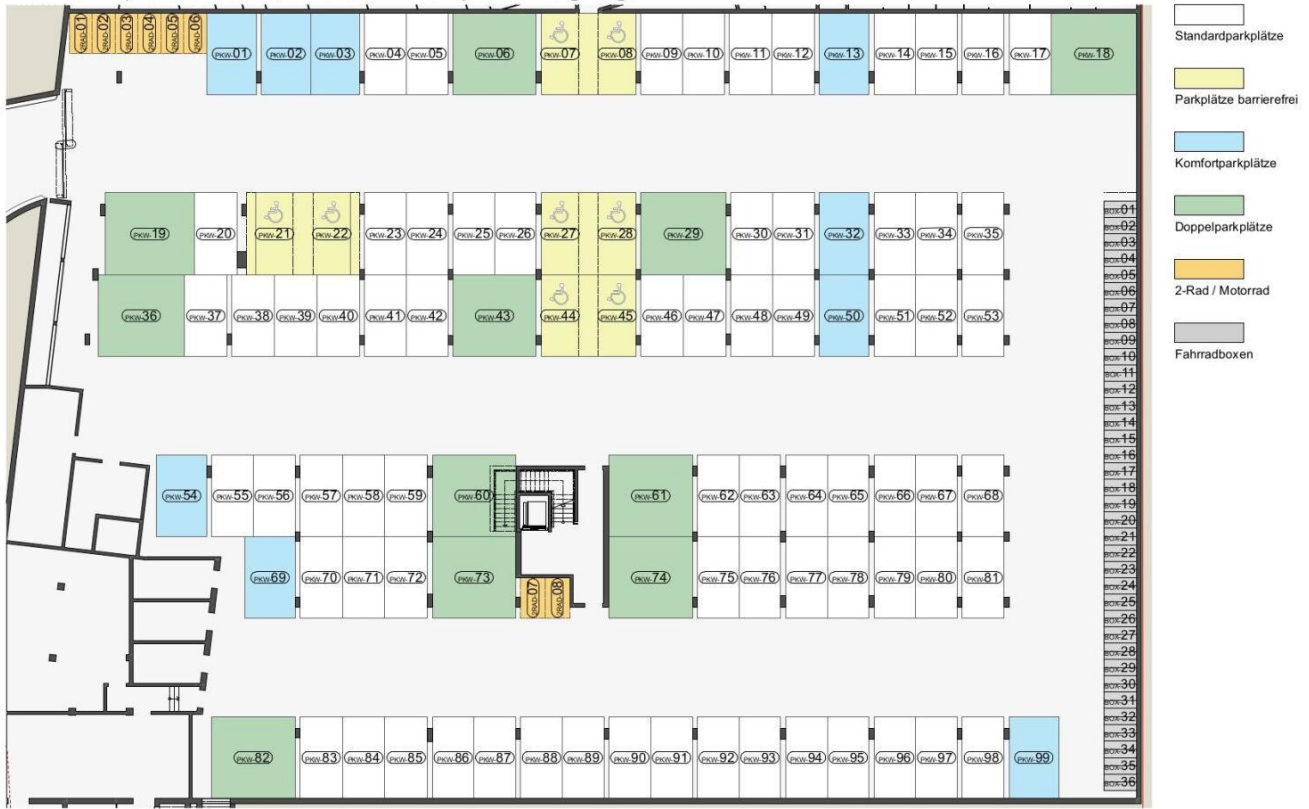 2RAD-01 2RAD-02 2RAD-03 2RAD-04 2RAD-05 2RAD-06
PKW-01 PKW-02 PKW-03 PKW-04 PKW-05 PKW-06 PKW-07 PKW-08 PKW-09 PKW-10 PKW-11 PKW-12 PKW-13 PKW-14 PKW-15 PKW-16 PKW-17 PKW-18
PKW-19 PKW-20 PKW-21 PKW-22 PKW-23 PKW-24 PKW-25 PKW-26 PKW-27 PKW-28 PKW-29 PKW-30 PKW-31 PKW-32 PKW-33 PKW-34 PKW-35
PKW-36 PKW-37 PKW-38 PKW-39 PKW-40 PKW-41 PKW-42 PKW-43 PKW-44 PKW-45 PKW-46 PKW-47 PKW-48 PKW-49 PKW-50 PKW-51 PKW-52 PKW-53
PKW-54 PKW-55 PKW-56 PKW-57 PKW-58 PKW-59 PKW-60 PKW-61 PKW-62 PKW-63 PKW-64 PKW-65 PKW-66 PKW-67 PKW-68
PKW-69 PKW-70 PKW-71 PKW-72 PKW-73 PKW-74 PKW-75 PKW-76 PKW-77 PKW-78 PKW-79 PKW-80 PKW-81
2RAD-07 2RAD-08
PKW-82 PKW-83 PKW-84 PKW-85 PKW-86 PKW-87 PKW-88 PKW-89 PKW-90 PKW-91 PKW-92 PKW-93 PKW-94 PKW-95 PKW-96 PKW-97 PKW-98 PKW-99
BOX-01
BOX-02
BOX-03
BOX-04
BOX-05
BOX-06
BOX-07
BOX-08
BOX-09
BOX-10
BOX-11
BOX-12
BOX-13
BOX-14
BOX-15
BOX-16
BOX-17
BOX-18
BOX-19
BOX-20
BOX-21
BOX-22
BOX-23
BOX-24
BOX-25
BOX-26
BOX-27
BOX-28
BOX-29
BOX-30
BOX-31
BOX-32
BOX-33
BOX-34
BOX-35
BOX-36
Standardparkplätze
Parkplätze barrierefrei
Komfortparkplätze
Doppelparkplätze
2-Rad / Motorrad
Fahrradboxen